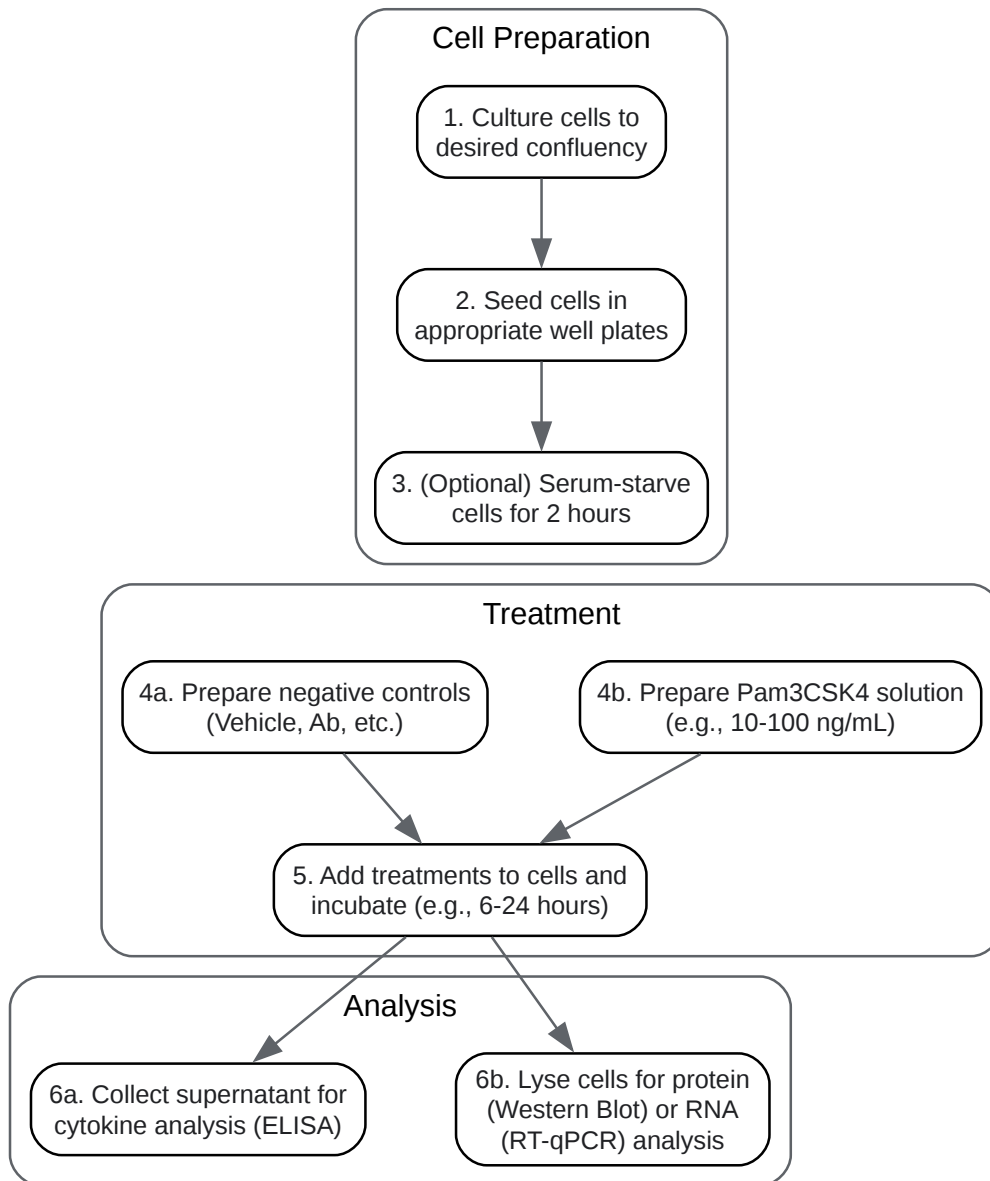 Cell Preparation
1. Culture cells to
desired confluency
2. Seed cells in
appropriate well plates
3. (Optional) Serum-starve
cells for 2 hours
Treatment
4a. Prepare negative controls
(Vehicle, Ab, etc.)
4b. Prepare Pam3CSK4 solution
(e.g., 10-100 ng/mL)
5. Add treatments to cells and
incubate (e.g., 6-24 hours)
Analysis
6a. Collect supernatant for
cytokine analysis (ELISA)
6b. Lyse cells for protein
(Western Blot) or RNA
(RT-qPCR) analysis